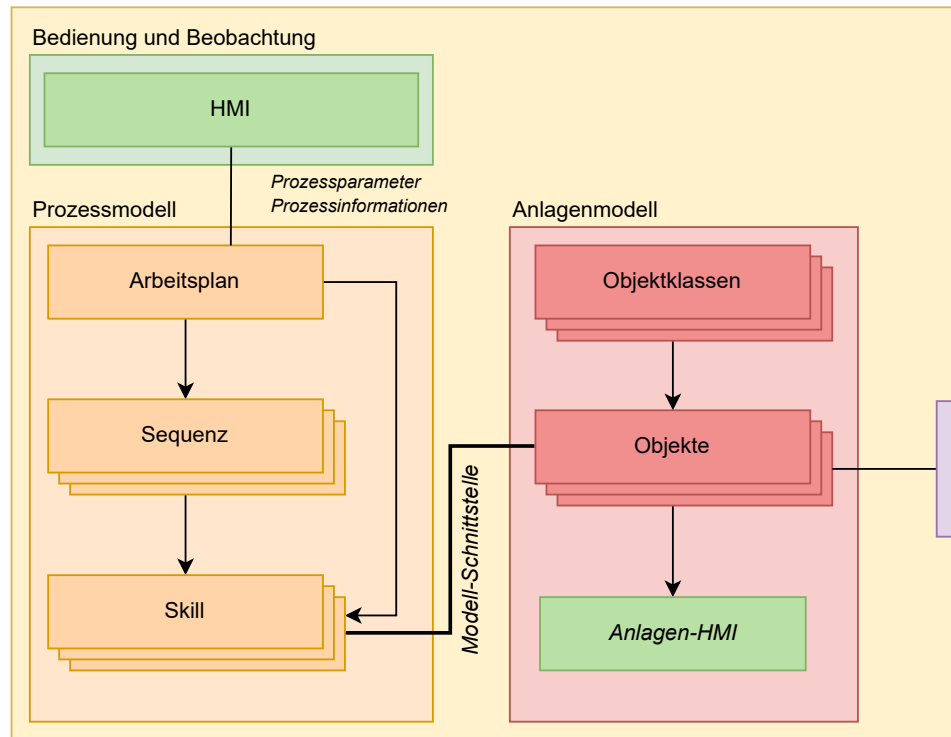 Bedienung und Beobachtung
HMI
Prozessparameter
Prozessinformationen
Prozessmodell
Arbeitsplan
Sequenz
Skill
Modell-Schnittstelle
Anlagenmodell
Objektklassen
Objekte
Anlagen-HMI